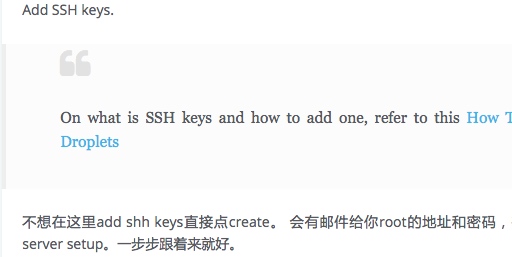 Add SSH keys.
On what is SSH keys and how to add one, refer to this How T
Droplets
不想在这里add shh keys直接点create。 会有邮件给你root的地址和密码，
server setup。一步步跟着来就好。